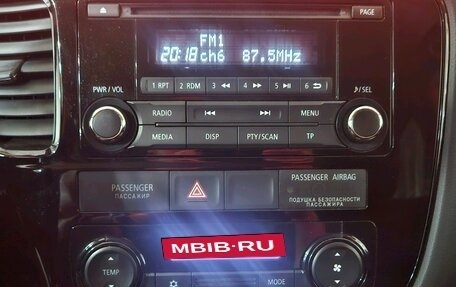 PAGE
FM1
20:18 ch6 87.5MHz
PWR / VOL
1 RPT 2 RDM 3 4 5 6
/SEL
RADIO MENU
MEDIA DISP PTY/SCAN TP
PASSENGER
ПАССАЖИР
PASSENGER AIRBAG
ПОДУШКА БЕЗОПАСНОСТИ
ПАССАЖИРА
MBIB-RU
TEMP
MODE